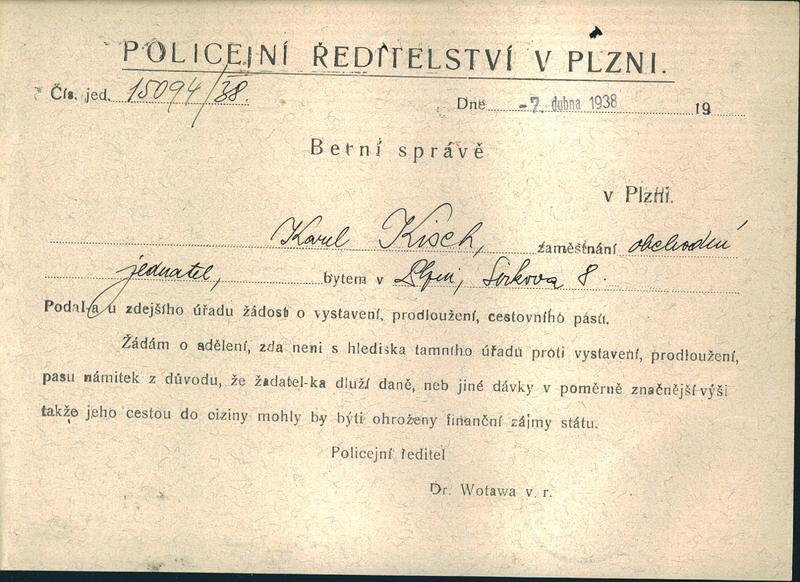 POLICEJNÍ ŘEDITELSTVÍ V PLZNI.
Čís. jed. 15094/38.
Dne -7. dubna 1938 19
Berní správě
v Plzni.
Karel Kisch, zaměstnání obchodní
jednatel, bytem v Plzni, Sirkova 8.
Podal-a u zdejšího úřadu žádost o vystavení, prodloužení, cestovního pasu.
Žádám o sdělení, zda neni s hlediska tamního úřadu proti vystavení, prodloužení,
pasu námitek z důvodu, že žadatel-ka dluží daně, neb jiné dávky v poměrně značnější výši
takže jeho cestou do ciziny mohly by býti ohroženy finanční zájmy státu.
Policejní ředitel
Dr. Wotawa v. r.